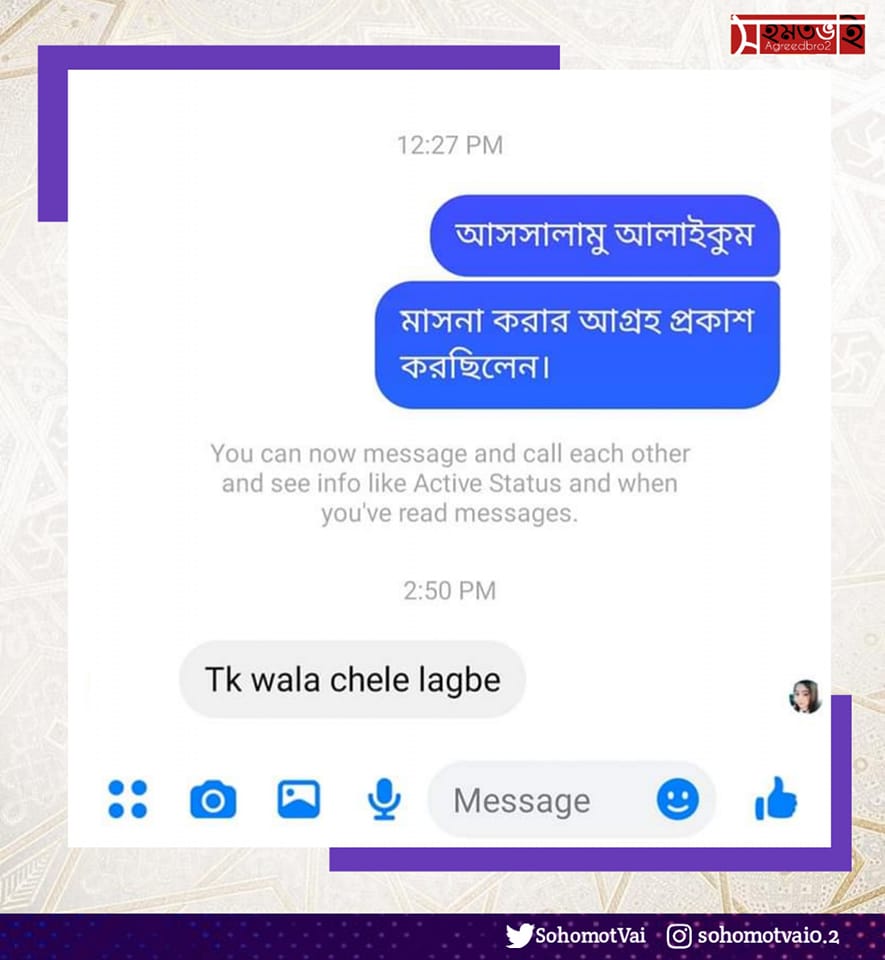 সহমতভাই
Agreedbro2
12:27 PM
আসসালামু আলাইকুম
মাসনা করার আগ্রহ প্রকাশ
করছিলেন।
You can now message and call each other
and see info like Active Status and when
you've read messages.
2:50 PM
Tk wala chele lagbe
Message
SohomotVai sohomotvai0.2